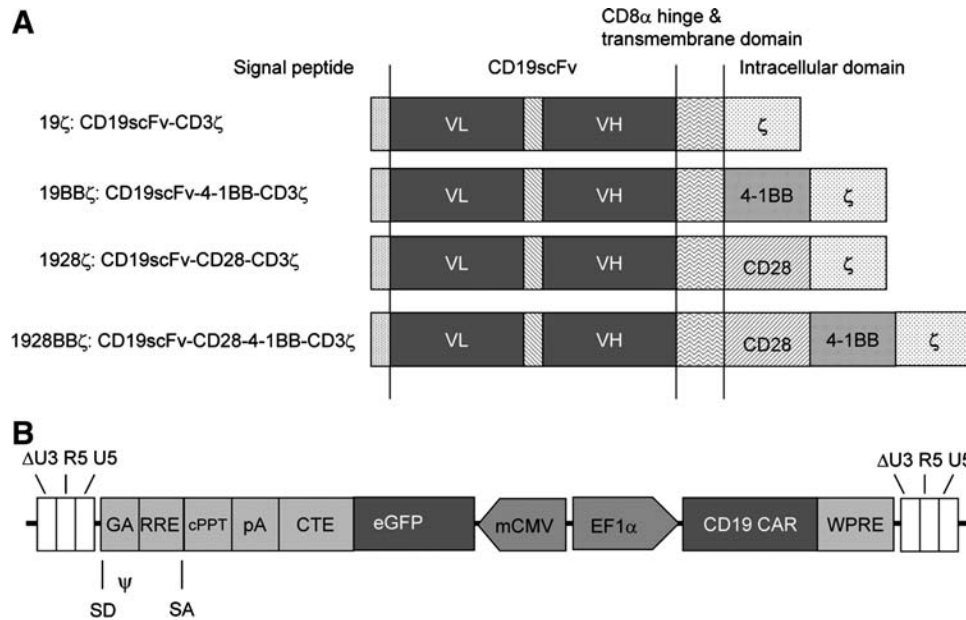 A
Signal peptide
CD19scFv
CD8α hinge &
transmembrane domain
Intracellular domain
19ζ: CD19scFv-CD3ζ
VL VH ζ
19BBζ: CD19scFv-4-1BB-CD3ζ
VL VH 4-1BB ζ
1928ζ: CD19scFv-CD28-CD3ζ
VL VH CD28 ζ
1928BBζ: CD19scFv-CD28-4-1BB-CD3ζ
VL VH CD28 4-1BB ζ
B
ΔU3 R5 U5
ΔU3 R5 U5
GA RRE cPPT pA CTE eGFP mCMV EF1α CD19 CAR WPRE
ψ
SD SA